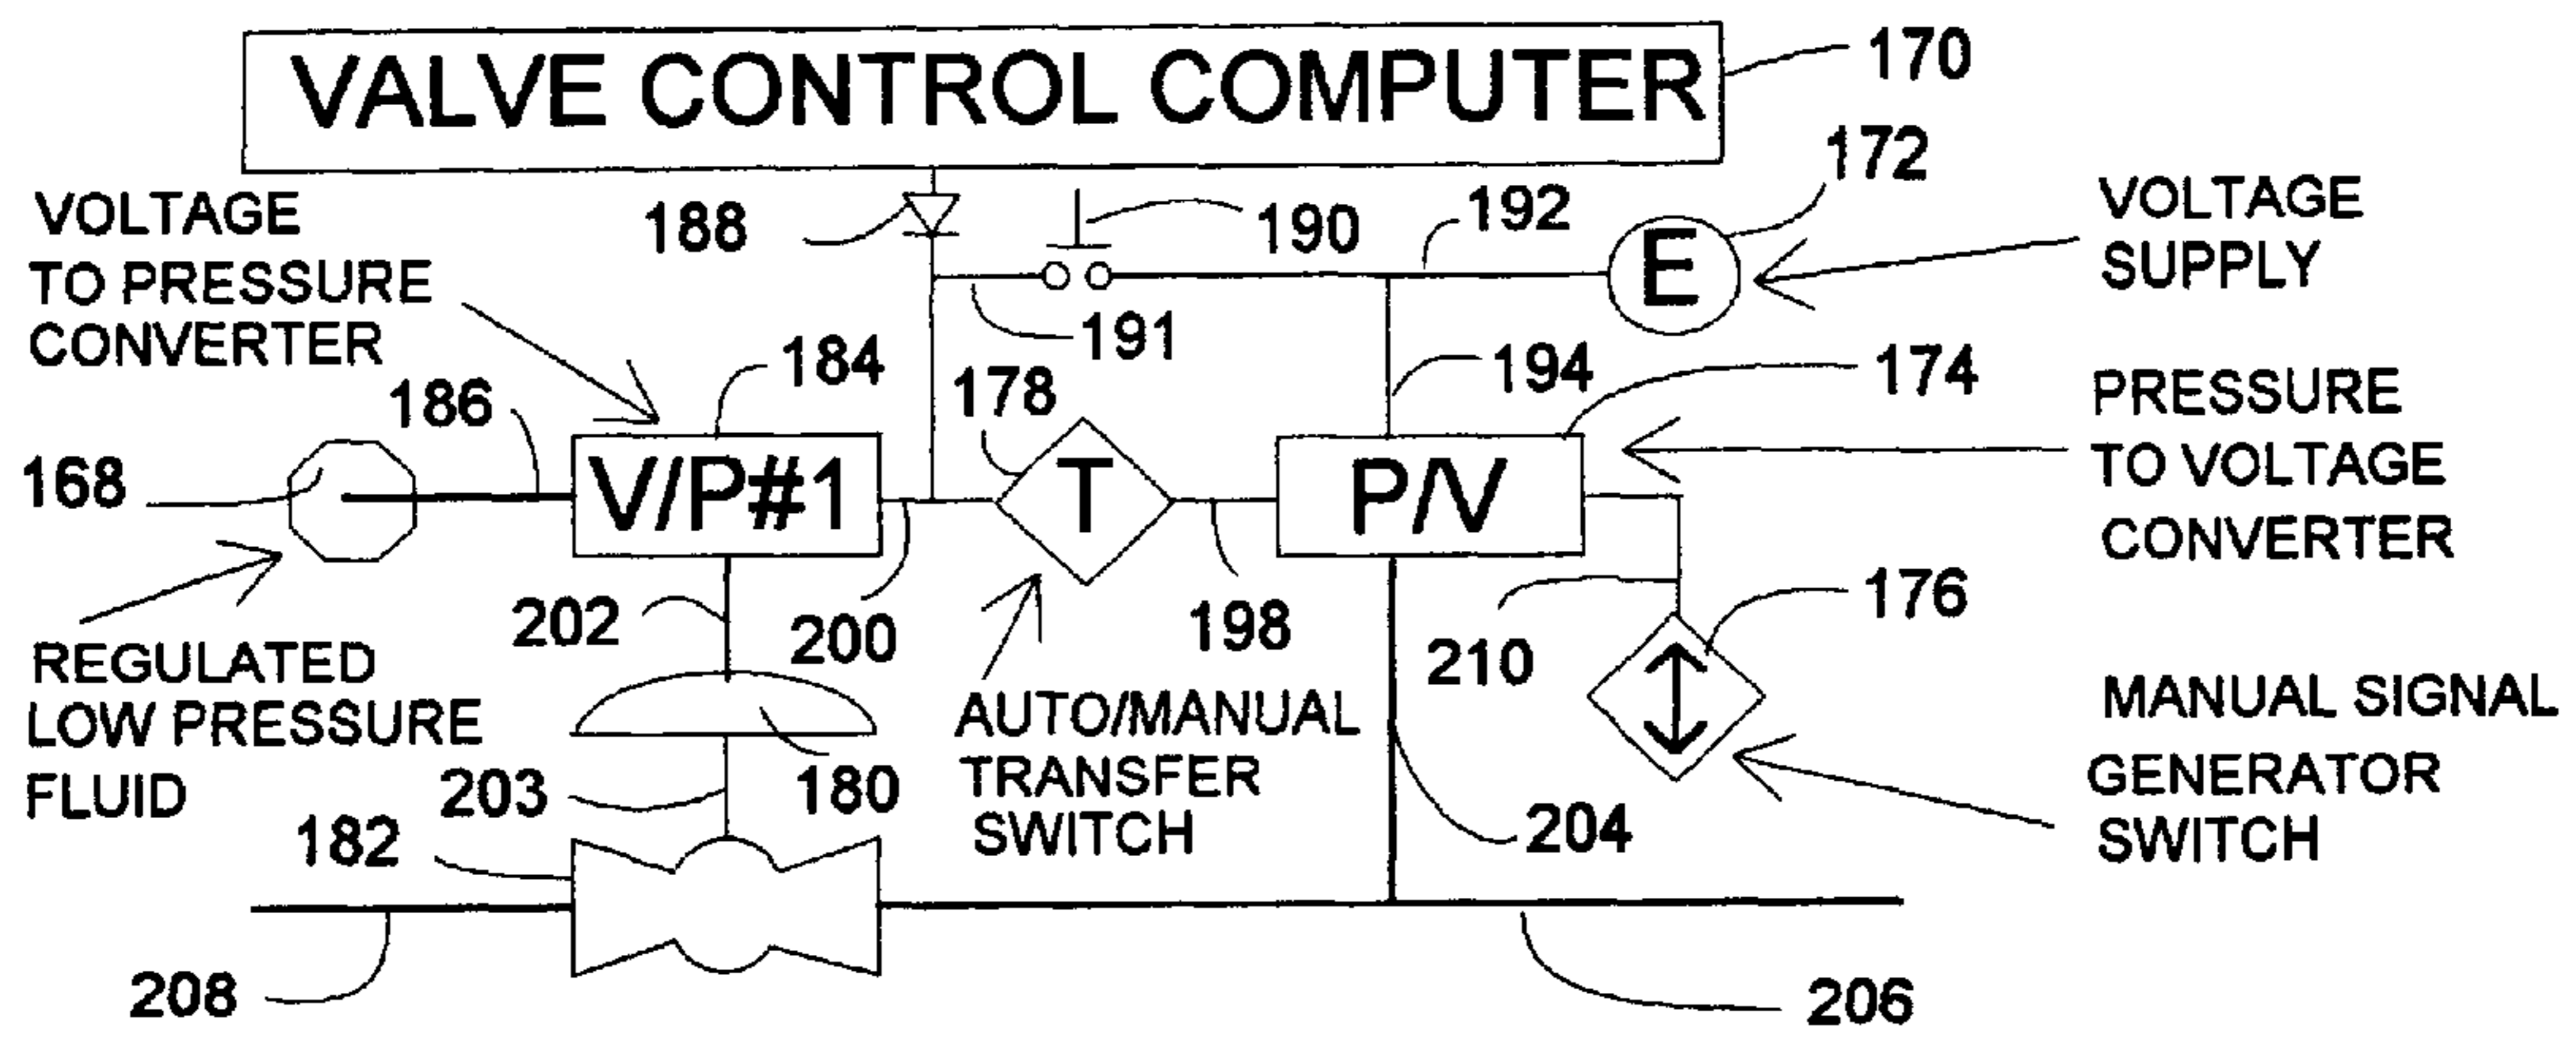 VALVE CONTROL COMPUTER
170
172
VOLTAGE
TO PRESSURE
CONVERTER
188
190
192
E
VOLTAGE
SUPPLY
191
184
194
174
178
186
168
V/P#1
T
P/V
PRESSURE
TO VOLTAGE
CONVERTER
202
200
198
210
176
REGULATED
LOW PRESSURE
FLUID
AUTO/MANUAL
TRANSFER
SWITCH
MANUAL SIGNAL
GENERATOR
SWITCH
203
180
204
182
208
206